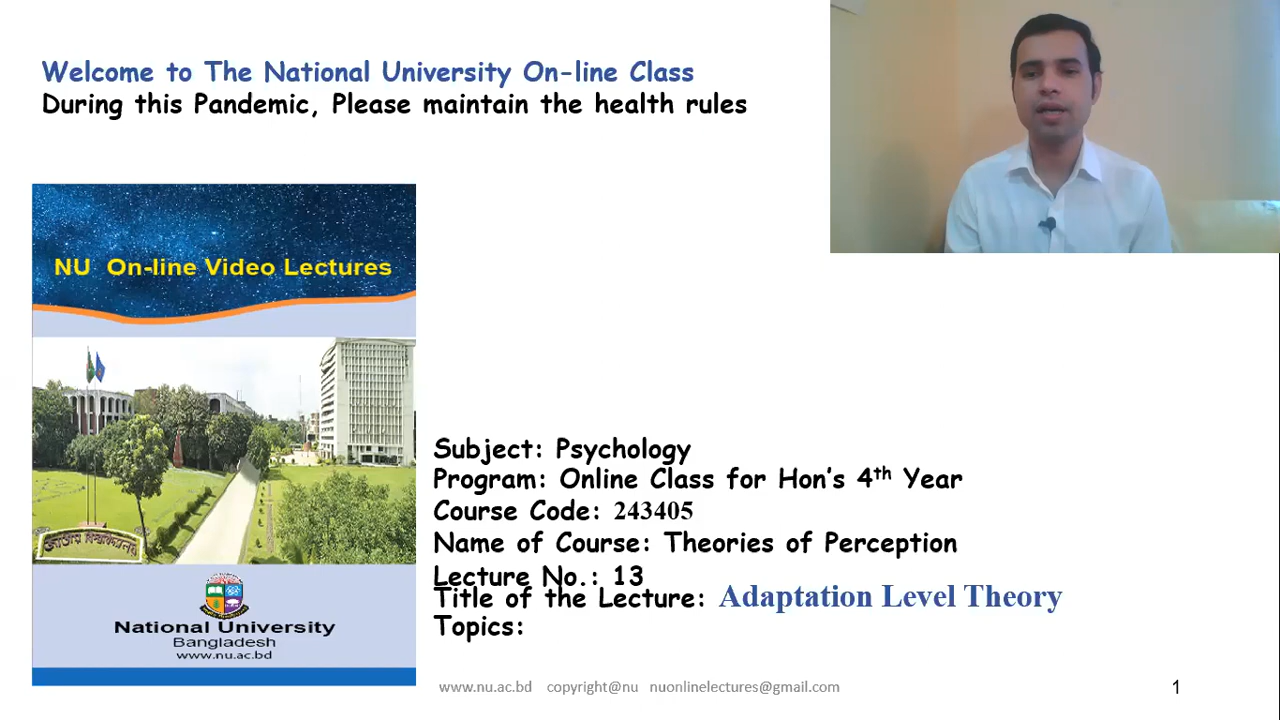 Welcome to The National University On-line Class
During this Pandemic, Please maintain the health rules
NU On-line Video Lectures
জাতীয় বিশ্ববিদ্যালয়
National University
Bangladesh
www.nu.ac.bd
Subject: Psychology
Program: Online Class for Hon's 4th Year
Course Code: 243405
Name of Course: Theories of Perception
Lecture No.: 13
Title of the Lecture: Adaptation Level Theory
Topics:
www.nu.ac.bd copyright@nu nuonlinelectures@gmail.com
1